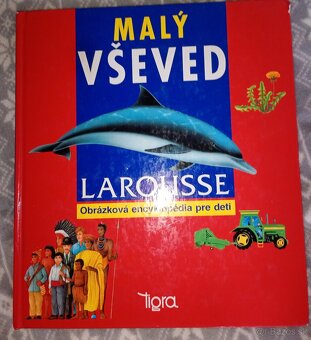 MALÝ
VŠEVED
LAROUSSE
Obrázková encyklopédia pre deti
tigra